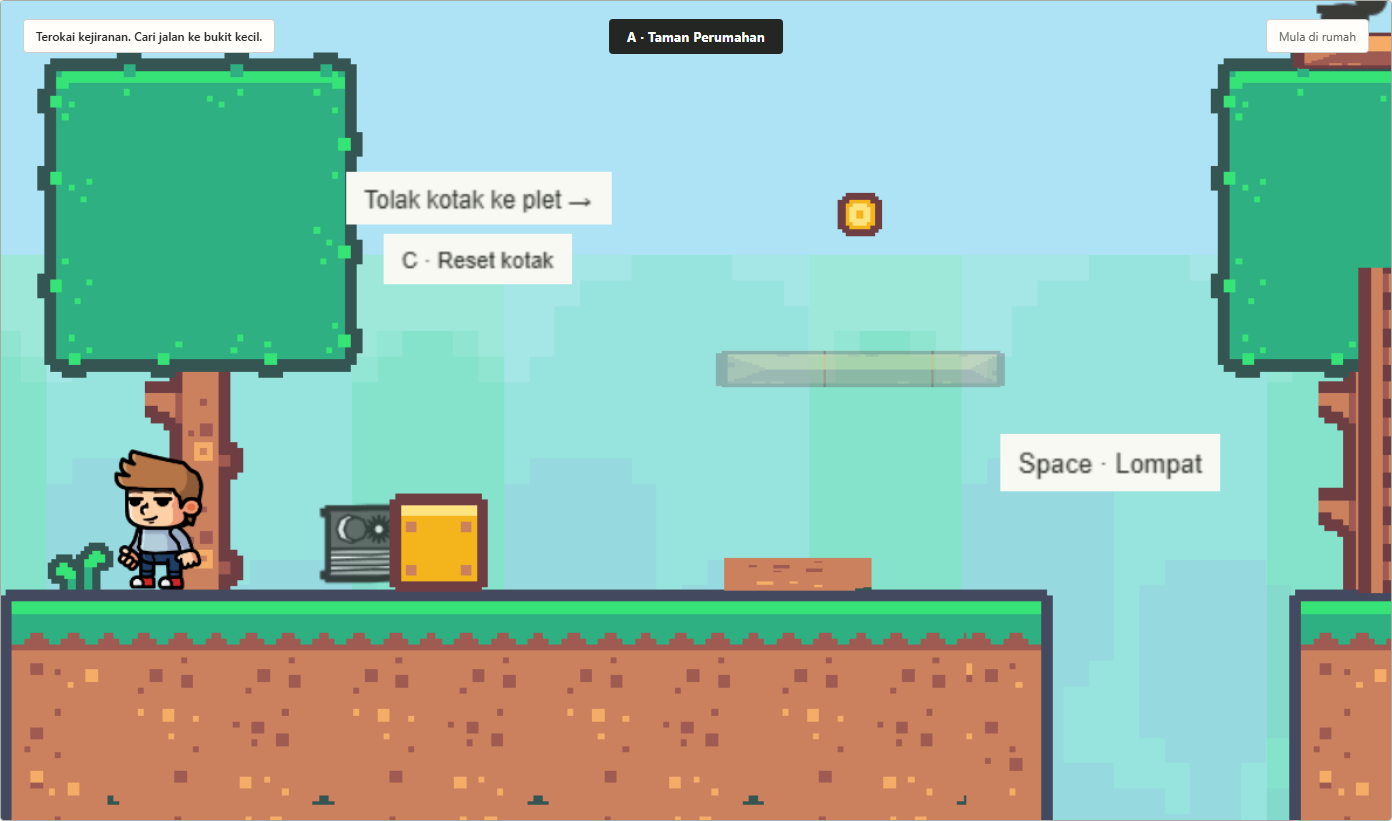 Terokai kejiranan. Cari jalan ke bukit kecil.
A · Taman Perumahan
Mula di rumah
Tolak kotak ke plet →
C · Reset kotak
Space · Lompat